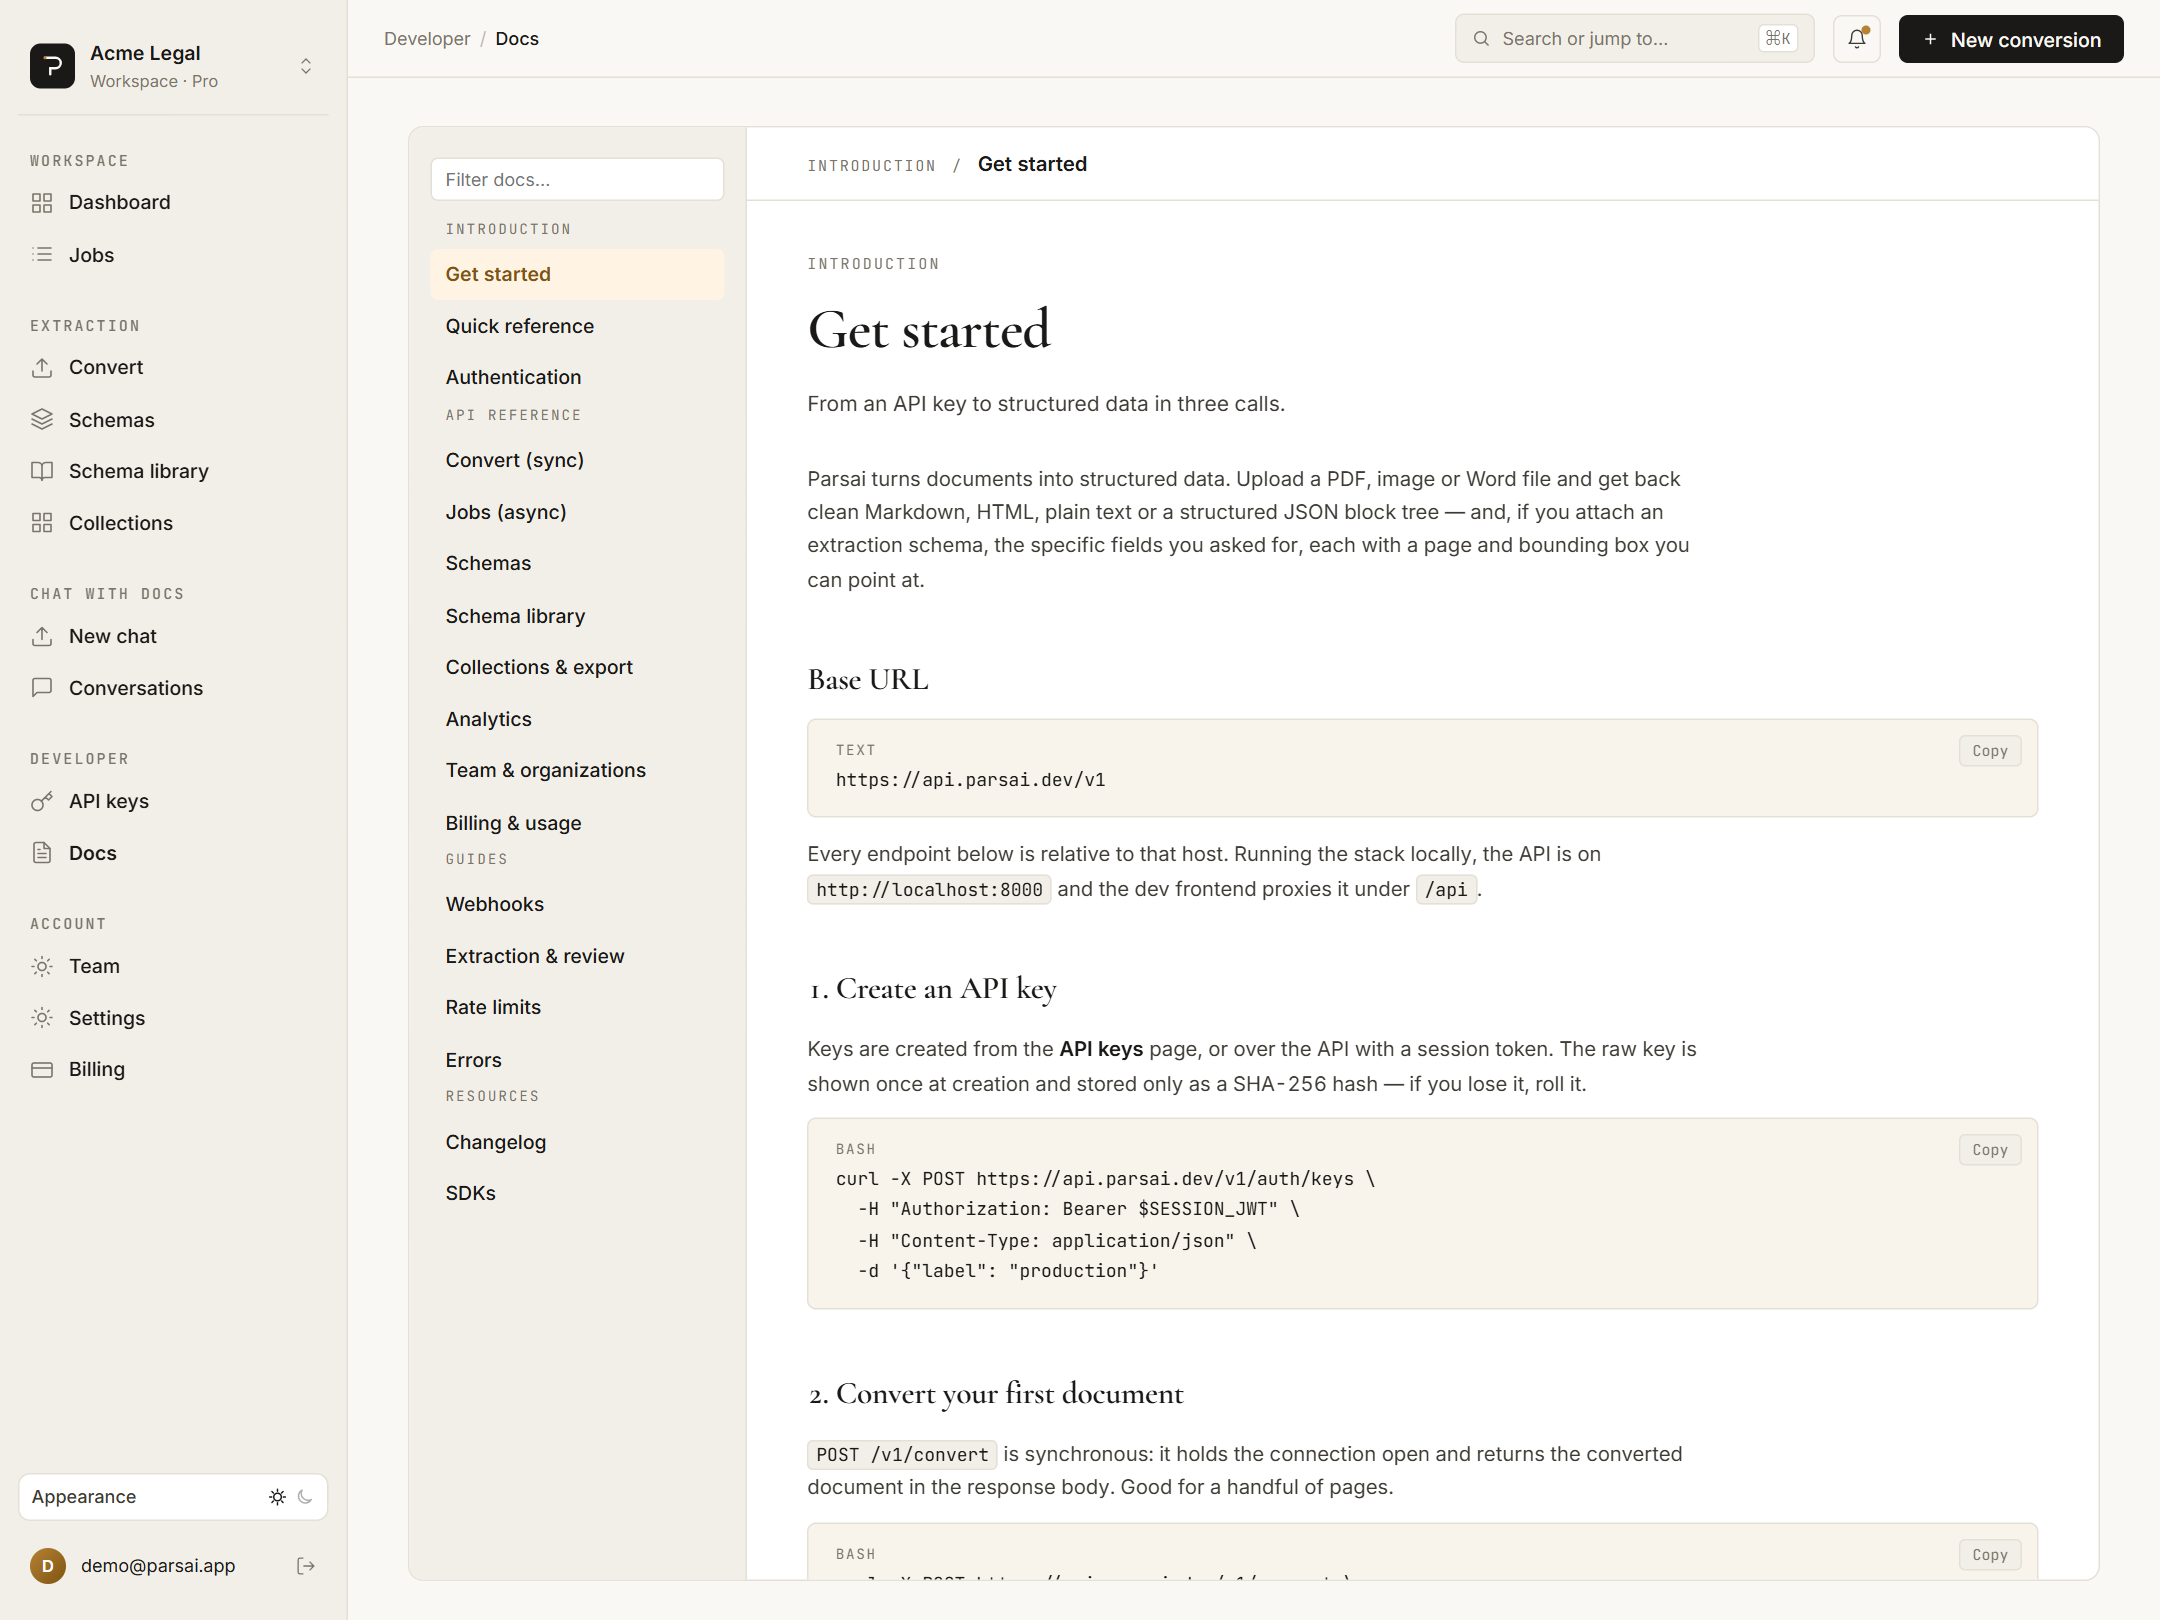 Acme Legal
Workspace · Pro
WORKSPACE
Dashboard
Jobs
EXTRACTION
Convert
Schemas
Schema library
Collections
CHAT WITH DOCS
New chat
Conversations
DEVELOPER
API keys
Docs
ACCOUNT
Team
Settings
Billing
Appearance
D
demo@parsai.app
Developer / Docs
Search or jump to...
⌘K
+ New conversion
Filter docs...
INTRODUCTION
Get started
Quick reference
Authentication
API REFERENCE
Convert (sync)
Jobs (async)
Schemas
Schema library
Collections & export
Analytics
Team & organizations
Billing & usage
GUIDES
Webhooks
Extraction & review
Rate limits
Errors
RESOURCES
Changelog
SDKs
INTRODUCTION / Get started
INTRODUCTION
Get started
From an API key to structured data in three calls.
Parsai turns documents into structured data. Upload a PDF, image or Word file and get back
clean Markdown, HTML, plain text or a structured JSON block tree — and, if you attach an
extraction schema, the specific fields you asked for, each with a page and bounding box you
can point at.
Base URL
TEXT
Copy
https://api.parsai.dev/v1
Every endpoint below is relative to that host. Running the stack locally, the API is on
http://localhost:8000 and the dev frontend proxies it under /api.
1. Create an API key
Keys are created from the API keys page, or over the API with a session token. The raw key is
shown once at creation and stored only as a SHA-256 hash — if you lose it, roll it.
BASH
Copy
curl -X POST https://api.parsai.dev/v1/auth/keys \
-H "Authorization: Bearer $SESSION_JWT" \
-H "Content-Type: application/json" \
-d '{"label": "production"}'
2. Convert your first document
POST /v1/convert is synchronous: it holds the connection open and returns the converted
document in the response body. Good for a handful of pages.
BASH
Copy